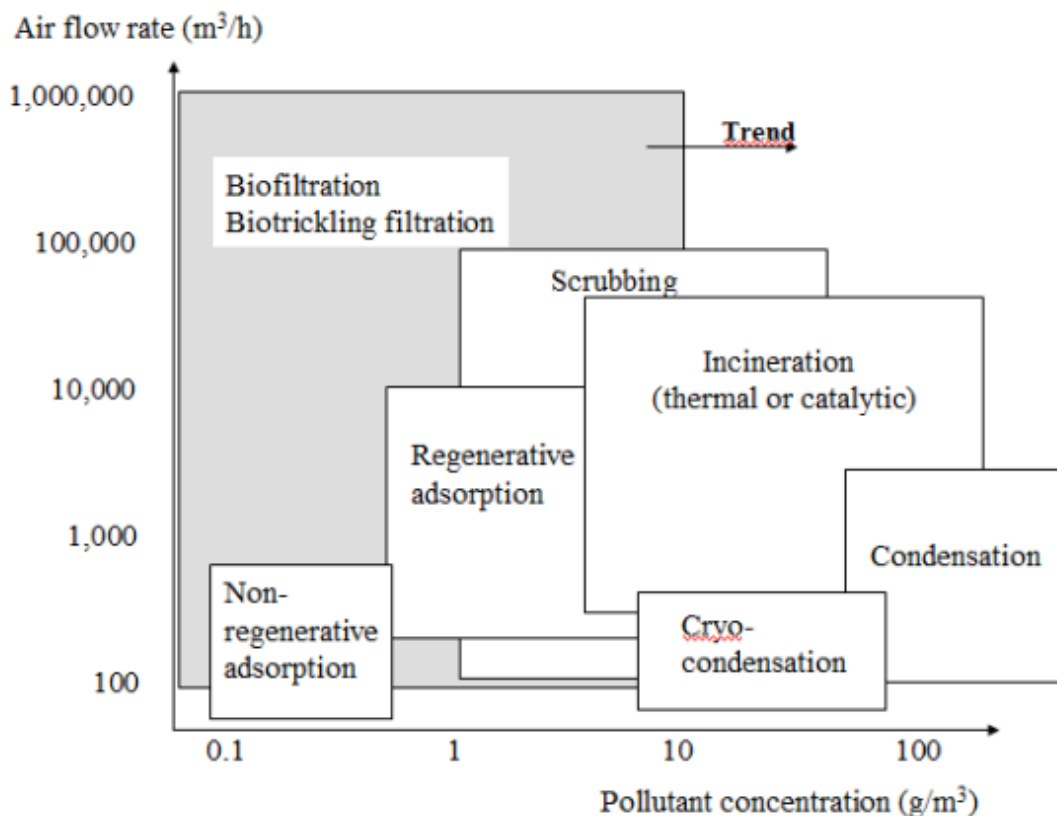 Air flow rate (m³/h)
1,000,000
Trend
Biofiltration
Biotrickling filtration
100,000
Scrubbing
Incineration
(thermal or catalytic)
10,000
Regenerative
adsorption
1,000
Condensation
Non-
regenerative
adsorption
Cryo-
condensation
100
0.1
1
10
100
Pollutant concentration (g/m³)